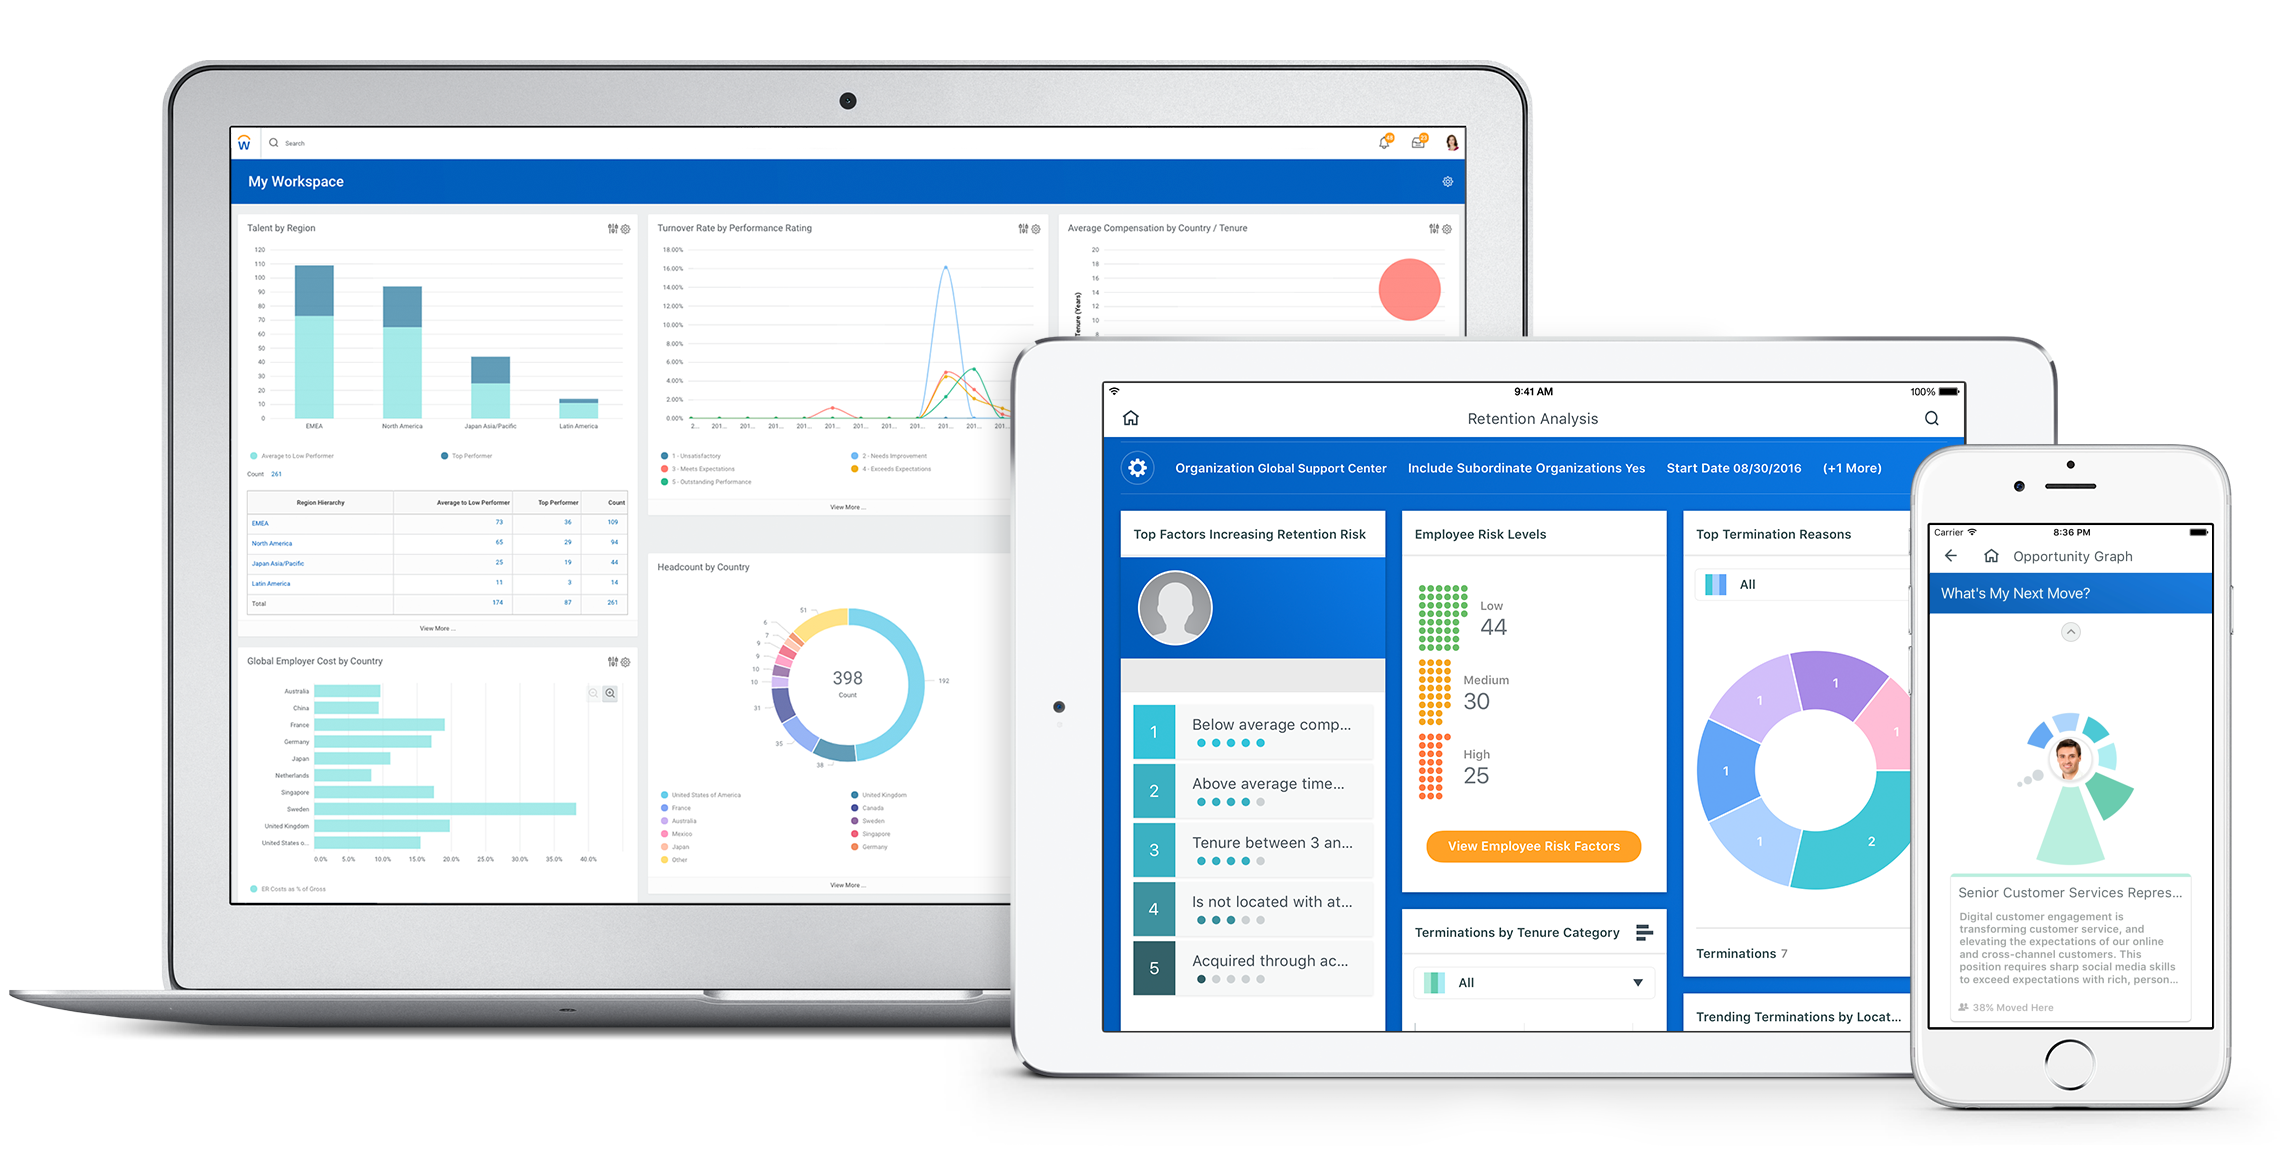 w
Search
My Workspace
Talent by Region
120
110
100
90
80
70
60
50
40
30
20
10
0
EMEA
North America
Japan Asia/Pacific
Latin America
Average to Low Performer
Top Performer
Count 261
Region Hierarchy Average to Low Performer Top Performer Count
EMEA 73 36 109
North America 65 29 94
Japan Asia/Pacific 25 19 44
Latin America 11 3 14
Total 174 87 261
View More ...
Global Employer Cost by Country
Australia
China
France
Germany
Japan
Netherlands
Singapore
Sweden
United Kingdom
United States o...
0.0% 5.0% 10.0% 15.0% 20.0% 25.0% 30.0% 35.0% 40.0%
ER Costs as % of Gross
Turnover Rate by Performance Rating
18.00%
16.00%
14.00%
12.00%
10.00%
8.00%
6.00%
4.00%
2.00%
0.00%
2... 201... 201... 201... 201... 201... 201... 201... 201... 201... 201... 201...
1 - Unsatisfactory
2 - Needs Improvement
3 - Meets Expectations
4 - Exceeds Expectations
5 - Outstanding Performance
View More ...
Headcount by Country
51
6
7
9
9
10
10
31
35
38
192
398
Count
United States of America
United Kingdom
France
Canada
Australia
Sweden
Mexico
Singapore
Japan
Germany
Other
View More ...
Average Compensation by Country / Tenure
20
18
16
14
12
10
8
Tenure (Years)
9:41 AM
100%
Retention Analysis
Organization Global Support Center Include Subordinate Organizations Yes Start Date 08/30/2016 (+1 More)
Top Factors Increasing Retention Risk
1 Below average comp...
2 Above average time...
3 Tenure between 3 an...
4 Is not located with at...
5 Acquired through ac...
Employee Risk Levels
Low
44
Medium
30
High
25
View Employee Risk Factors
Terminations by Tenure Category
All
Top Termination Reasons
All
1
1
1
1
1
2
Terminations 7
Trending Terminations by Locat...
Carrier
8:36 PM
Opportunity Graph
What's My Next Move?
Senior Customer Services Repres...
Digital customer engagement is
transforming customer service, and
elevating the expectations of our online
and cross-channel customers. This
position requires sharp social media skills
to exceed expectations with rich, person...
38% Moved Here